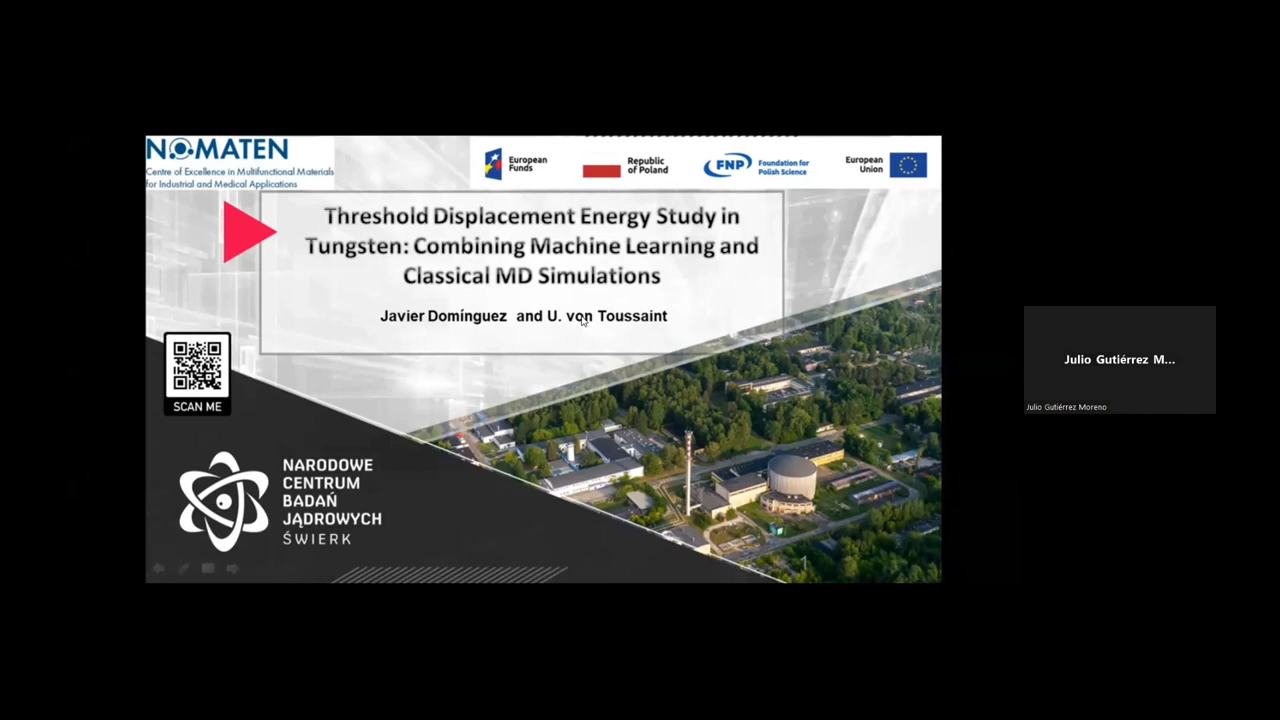 NOMATEN
Centre of Excellence in Multifunctional Materials
for Industrial and Medical Applications
European
Funds
Republic
of Poland
FNP
Foundation for
Polish Science
European
Union
Threshold Displacement Energy Study in
Tungsten: Combining Machine Learning and
Classical MD Simulations
Javier Domínguez and U. von Toussaint
SCAN ME
NARODOWE
CENTRUM
BADAŃ
JĄDROWYCH
ŚWIERK
1
Julio Gutiérrez M...
Julio Gutiérrez Moreno